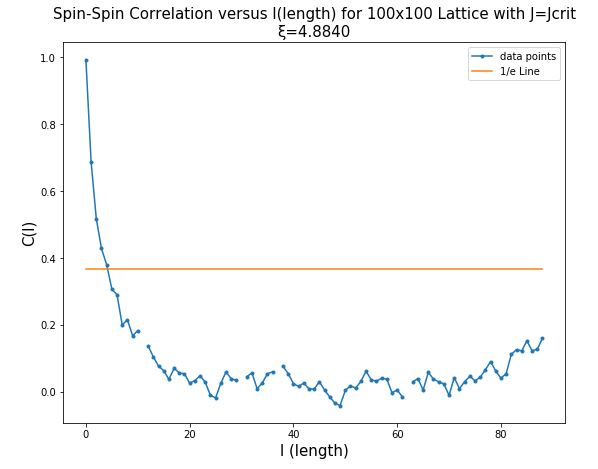 Spin-Spin Correlation versus l(length) for 100x100 Lattice with J=Jcrit
ξ=4.8840
data points
1/e Line
C(l)
1.0
0.8
0.6
0.4
0.2
0.0
0 20 40 60 80
l (length)